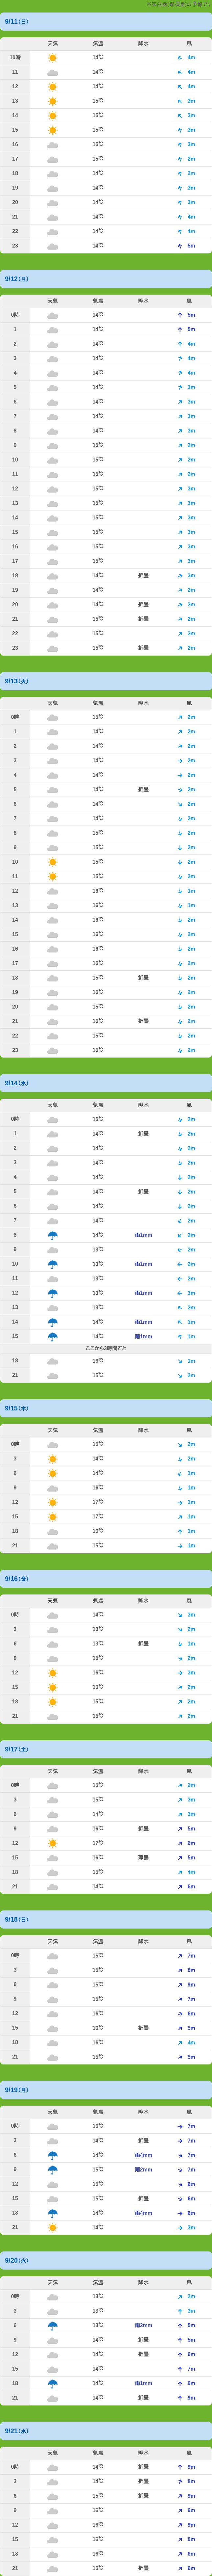 9/11(日)
天気 気温 降水 風
10時 14℃ 4m
11 14℃ 4m
12 14℃ 4m
13 15℃ 3m
14 15℃ 3m
15 15℃ 3m
16 15℃ 3m
17 15℃ 2m
18 14℃ 2m
19 14℃ 3m
20 14℃ 3m
21 14℃ 4m
22 14℃ 4m
23 14℃ 5m
9/12(月)
天気 気温 降水 風
0時 14℃ 5m
1 14℃ 5m
2 14℃ 4m
3 14℃ 4m
4 14℃ 4m
5 14℃ 3m
6 14℃ 3m
7 14℃ 3m
8 14℃ 3m
9 15℃ 2m
10 15℃ 2m
11 15℃ 2m
12 15℃ 3m
13 15℃ 3m
14 15℃ 3m
15 15℃ 3m
16 15℃ 3m
17 15℃ 3m
18 14℃ 折畳 3m
19 14℃ 2m
20 14℃ 折畳 2m
21 15℃ 折畳 2m
22 15℃ 2m
23 15℃ 折畳 2m
9/13(火)
天気 気温 降水 風
0時 15℃ 2m
1 14℃ 2m
2 14℃ 2m
3 14℃ 2m
4 14℃ 2m
5 14℃ 折畳 2m
6 14℃ 2m
7 14℃ 2m
8 15℃ 2m
9 15℃ 2m
10 15℃ 2m
11 15℃ 2m
12 16℃ 1m
13 16℃ 1m
14 16℃ 2m
15 16℃ 2m
16 16℃ 2m
17 15℃ 2m
18 15℃ 折畳 2m
19 15℃ 2m
20 15℃ 2m
21 15℃ 折畳 2m
22 15℃ 2m
23 15℃ 2m
9/14(水)
天気 気温 降水 風
0時 15℃ 2m
1 14℃ 折畳 2m
2 14℃ 2m
3 14℃ 2m
4 14℃ 2m
5 14℃ 折畳 2m
6 14℃ 2m
7 14℃ 2m
8 14℃ 雨1mm 2m
9 13℃ 2m
10 13℃ 雨1mm 2m
11 13℃ 2m
12 13℃ 雨1mm 3m
13 13℃ 2m
14 14℃ 雨1mm 1m
15 14℃ 雨1mm 1m
ここから3時間ごと
18 16℃ 1m
21 15℃ 2m
9/15(木)
天気 気温 降水 風
0時 15℃ 2m
3 14℃ 2m
6 14℃ 1m
9 16℃ 1m
12 17℃ 1m
15 17℃ 1m
18 16℃ 1m
21 15℃ 1m
9/16(金)
天気 気温 降水 風
0時 14℃ 3m
3 13℃ 2m
6 13℃ 折畳 1m
9 15℃ 2m
12 16℃ 3m
15 16℃ 2m
18 15℃ 2m
21 15℃ 2m
9/17(土)
天気 気温 降水 風
0時 15℃ 2m
3 15℃ 3m
6 14℃ 3m
9 16℃ 折畳 5m
12 17℃ 6m
15 16℃ 薄曇 5m
18 15℃ 4m
21 14℃ 6m
9/18(日)
天気 気温 降水 風
0時 15℃ 7m
3 15℃ 8m
6 15℃ 9m
9 15℃ 7m
12 16℃ 6m
15 16℃ 折畳 5m
18 16℃ 4m
21 15℃ 5m
9/19(月)
天気 気温 降水 風
0時 15℃ 7m
3 14℃ 折畳 7m
6 14℃ 雨4mm 7m
9 15℃ 雨2mm 7m
12 15℃ 6m
15 15℃ 折畳 6m
18 14℃ 雨4mm 6m
21 14℃ 3m
9/20(火)
天気 気温 降水 風
0時 13℃ 2m
3 13℃ 3m
6 13℃ 雨2mm 5m
9 14℃ 折畳 5m
12 14℃ 折畳 6m
15 14℃ 7m
18 14℃ 雨1mm 9m
21 14℃ 折畳 9m
9/21(水)
天気 気温 降水 風
0時 14℃ 折畳 9m
3 14℃ 折畳 8m
6 15℃ 折畳 9m
9 16℃ 9m
12 16℃ 9m
15 16℃ 8m
18 16℃ 6m
21 15℃ 折畳 6m